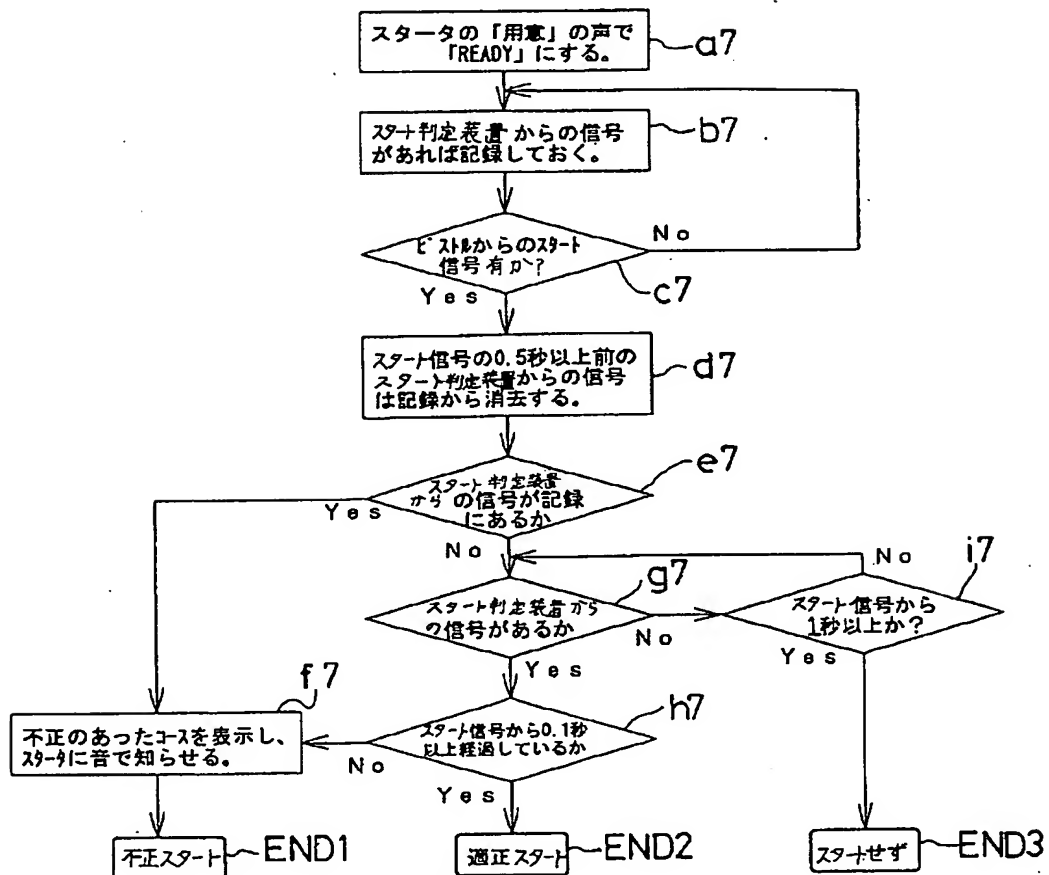 スタータの「用意」の声で
「READY」にする。
a7
スタート判定装置からの信号
があれば記録しておく。
b7
ピストルからのスタート
信号有か?
No
Yes
c7
スタート信号の0.5秒以上前の
スタート判定装置からの信号
は記録から消去する。
d7
スタート判定装置
からの信号が記録
にあるか
e7
Yes
No
スタート判定装置から
の信号があるか
g7
No
Yes
スタート信号から
1秒以上か?
i7
No
Yes
不正のあったコースを表示し、
スタータに音で知らせる。
f7
スタート信号から0.1秒
以上経過しているか
h7
No
Yes
不正スタート
END1
適正スタート
END2
スタートせず
END3